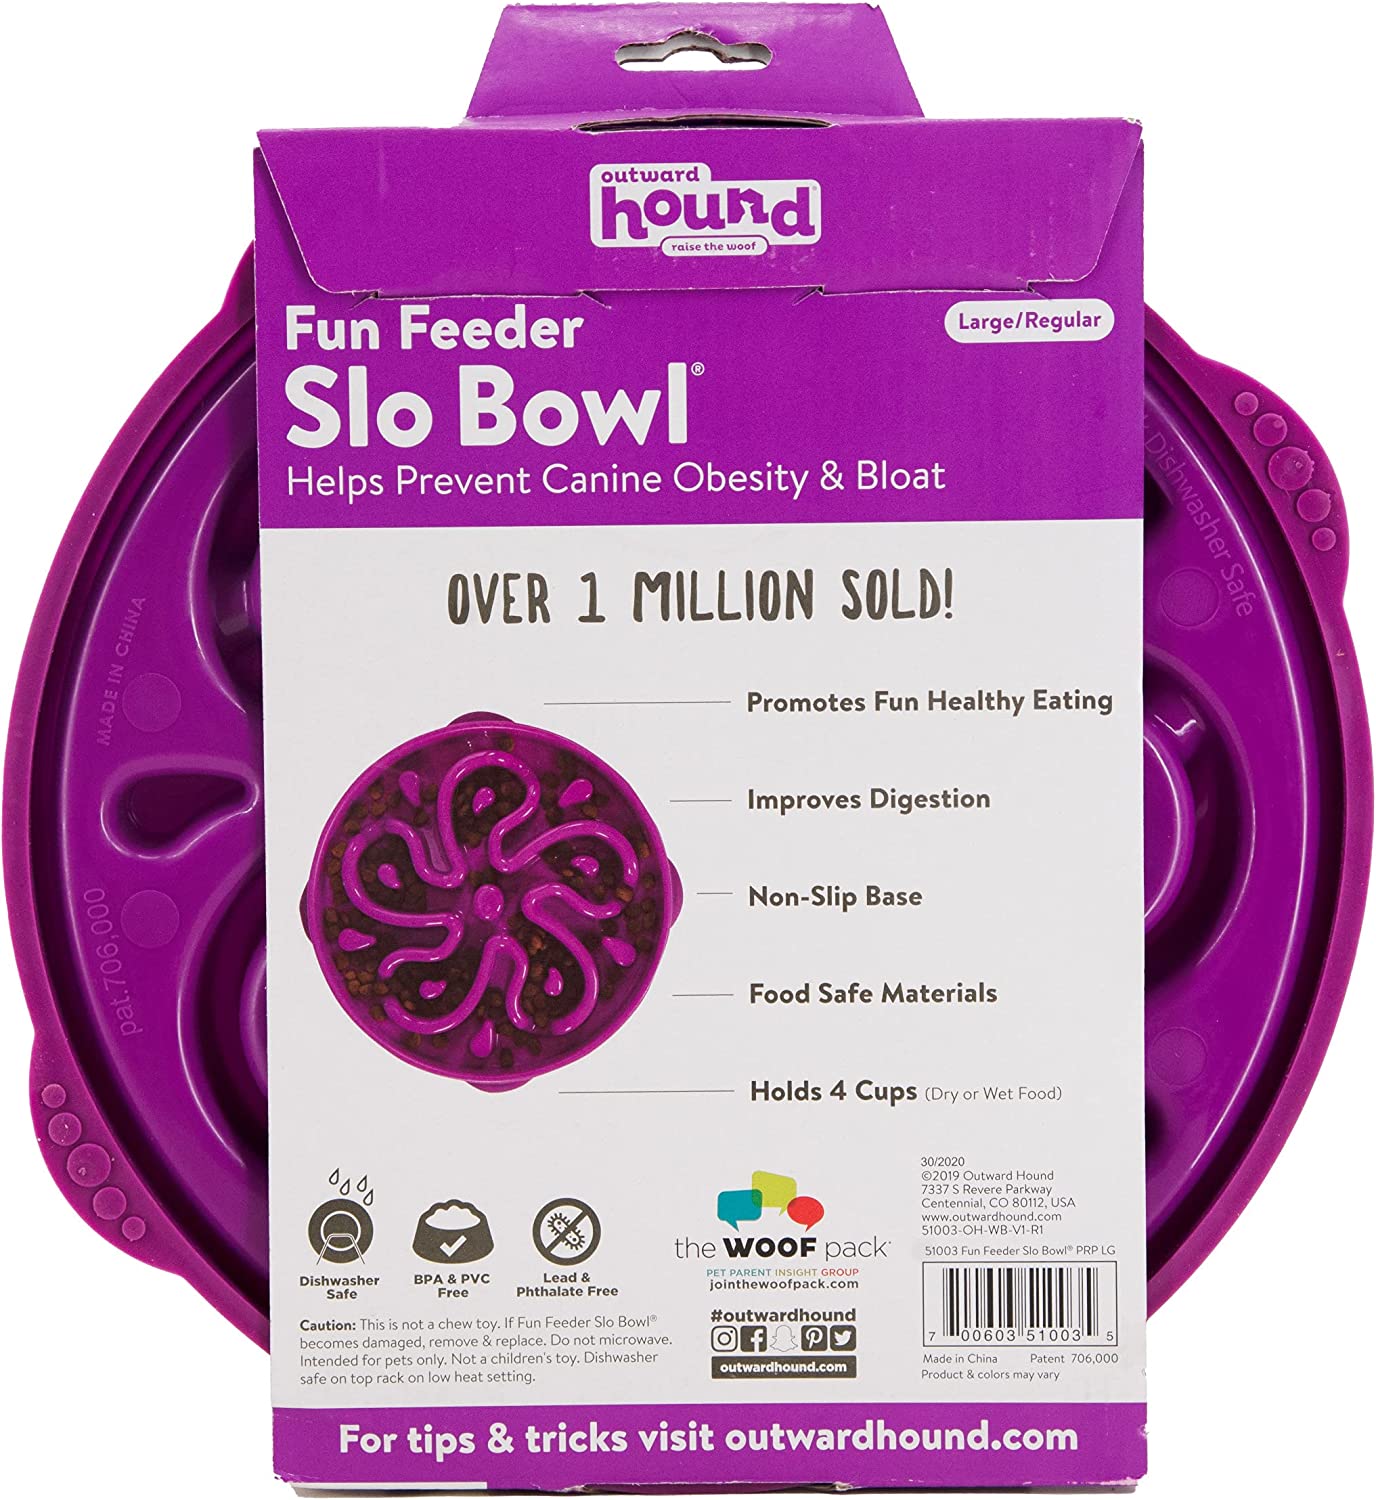 outward
hound®
raise the woof
Fun Feeder
Large/Regular
Slo Bowl®
Helps Prevent Canine Obesity & Bloat
Dishwasher Safe
OVER 1 MILLION SOLD!
MADE IN CHINA
pat.706,000
Promotes Fun Healthy Eating
Improves Digestion
Non-Slip Base
Food Safe Materials
Holds 4 Cups (Dry or Wet Food)
Dishwasher
Safe
BPA & PVC
Free
Lead &
Phthalate Free
Caution: This is not a chew toy. If Fun Feeder Slo Bowl®
becomes damaged, remove & replace. Do not microwave.
Intended for pets only. Not a children's toy. Dishwasher
safe on top rack on low heat setting.
the WOOF pack
PET PARENT INSIGHT GROUP
jointhewoofpack.com
#outwardhound
outwardhound.com
30/2020
©2019 Outward Hound
7337 S Revere Parkway
Centennial, CO 80112, USA
www.outwardhound.com
51003-OH-WB-V1-R1
51003 Fun Feeder Slo Bowl® PRP LG
7 00603 51003 5
Made in China Patent 706,000
Product & colors may vary
For tips & tricks visit outwardhound.com